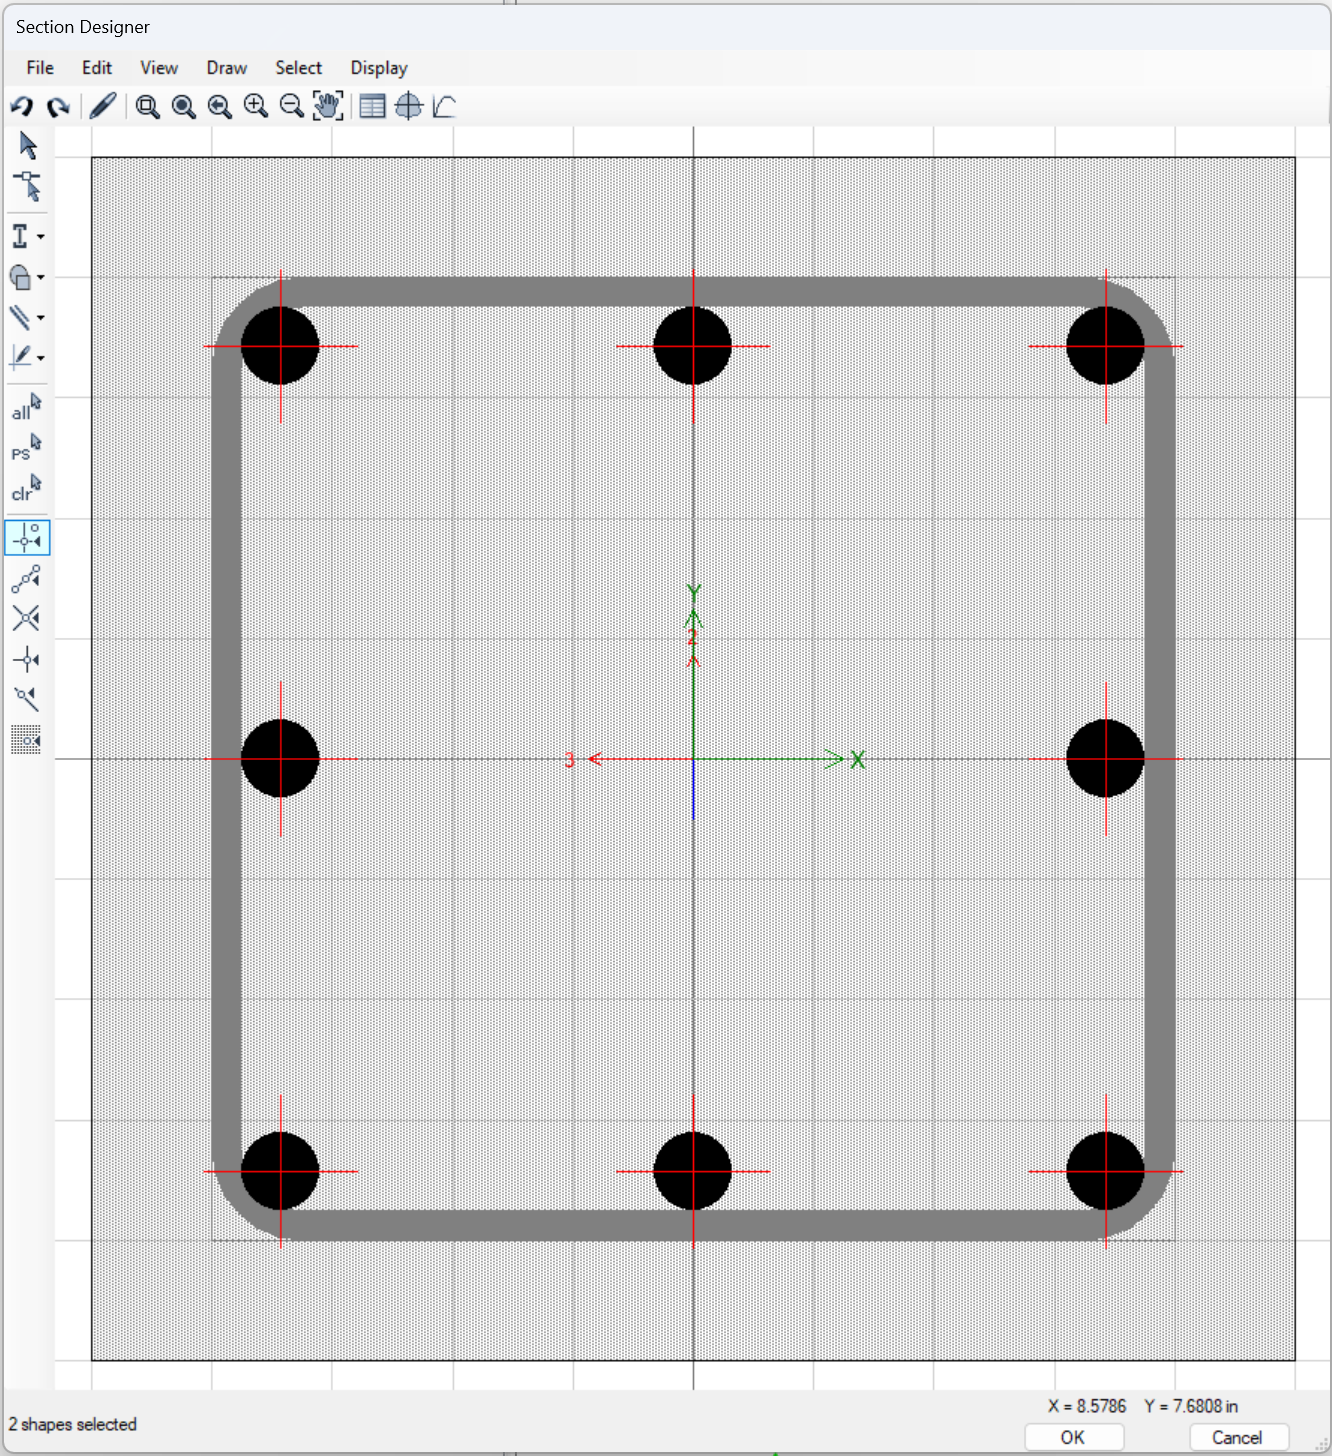 Section Designer
File Edit View Draw Select Display
all
PS
clr
Y
2
3 X
X = 8.5786 Y = 7.6808 in
2 shapes selected
OK Cancel